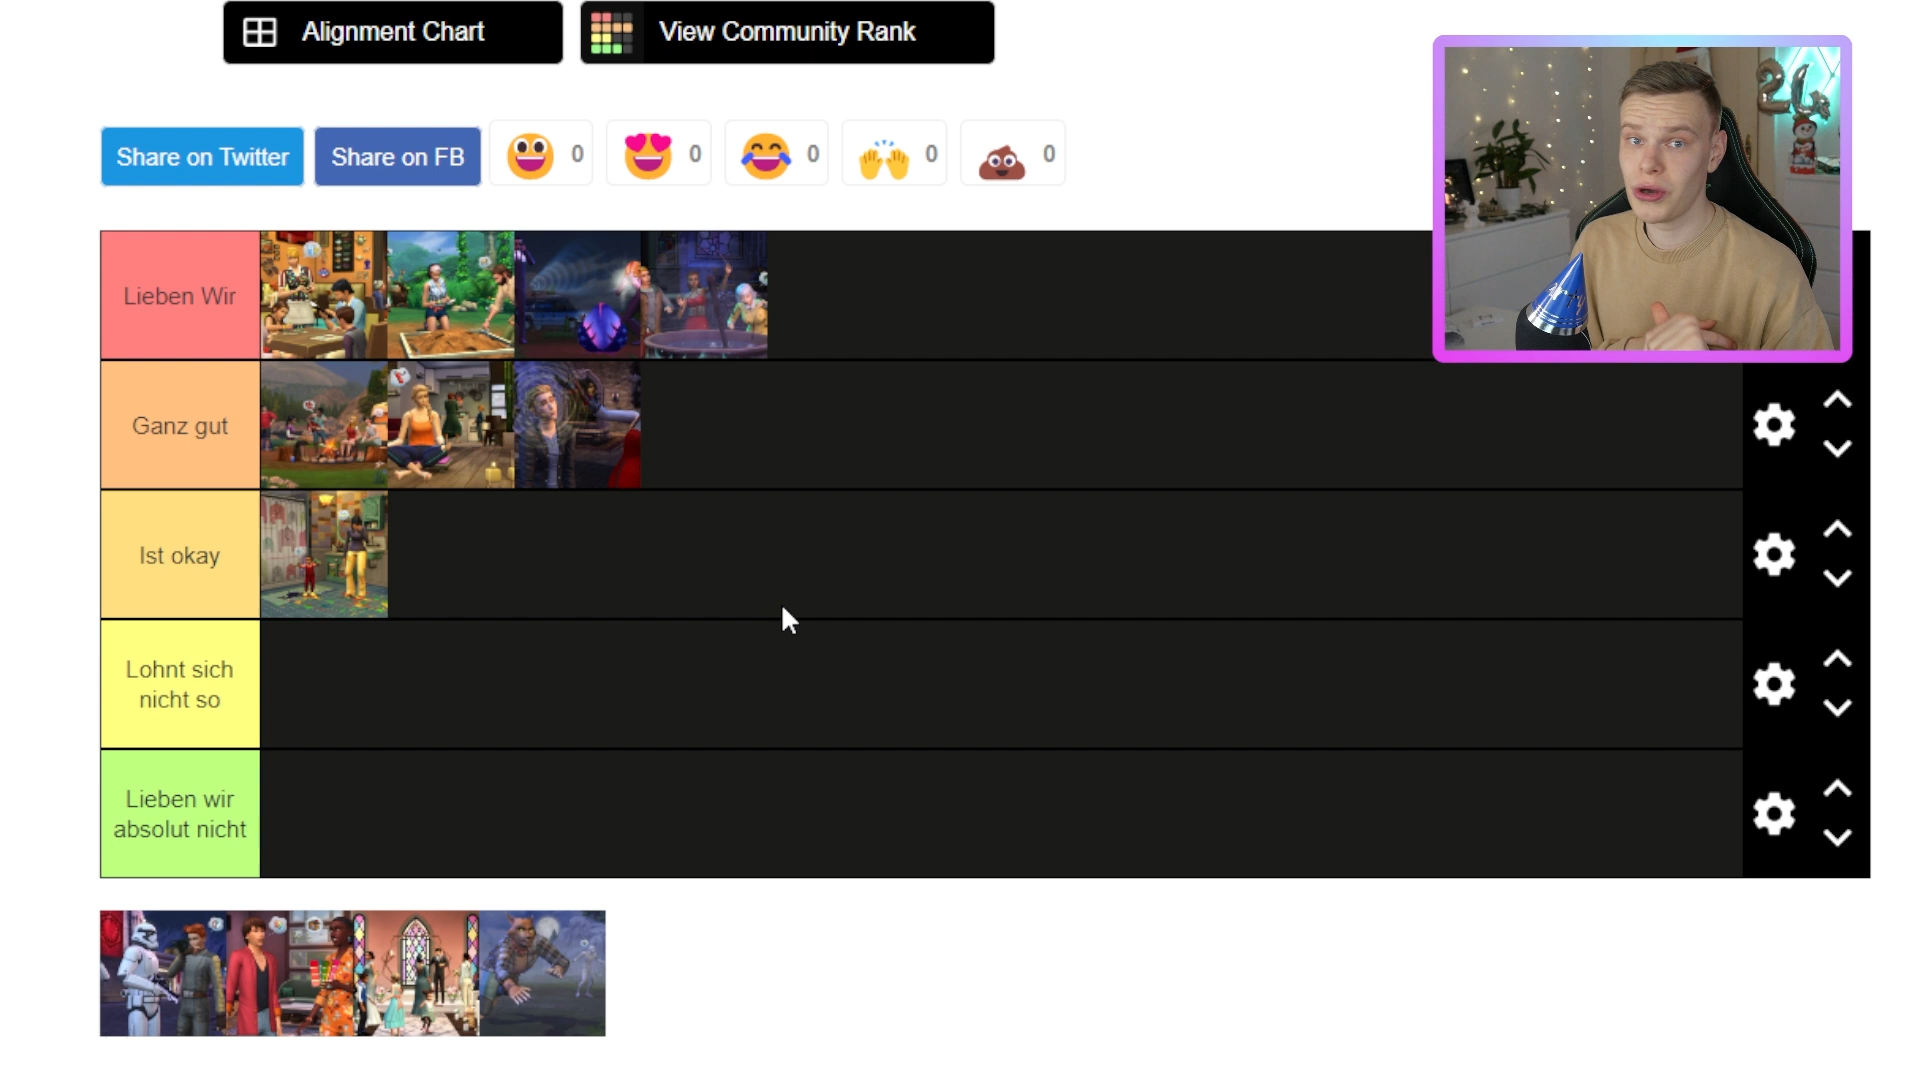 Alignment Chart
View Community Rank
Share on Twitter
Share on FB
0
0
0
0
0
Lieben Wir
Ganz gut
Ist okay
Lohnt sich
nicht so
Lieben wir
absolut nicht